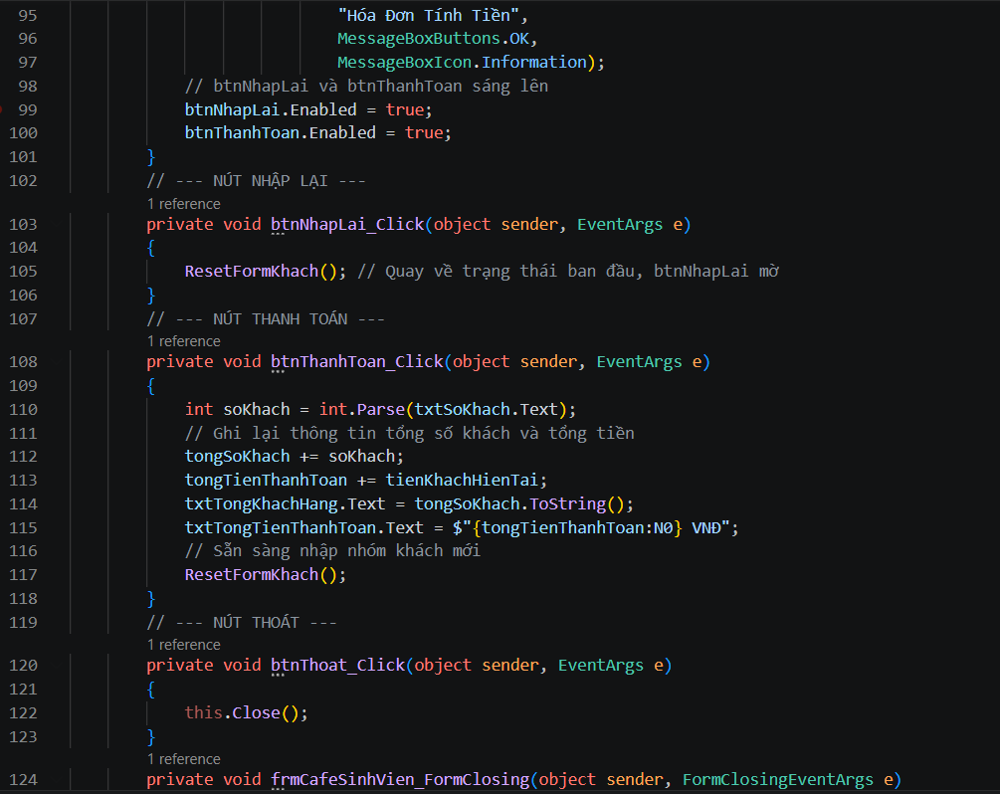 95 "Hóa Đơn Tính Tiền",
96 MessageBoxButtons.OK,
97 MessageBoxIcon.Information);
98 // btnNhapLai và btnThanhToan sáng lên
99 btnNhapLai.Enabled = true;
100 btnThanhToan.Enabled = true;
101 }
102 // --- NÚT NHẬP LẠI ---
1 reference
103 private void btnNhapLai_Click(object sender, EventArgs e)
104 {
105 ResetFormKhach(); // Quay về trạng thái ban đầu, btnNhapLai mờ
106 }
107 // --- NÚT THANH TOÁN ---
1 reference
108 private void btnThanhToan_Click(object sender, EventArgs e)
109 {
110 int soKhach = int.Parse(txtSoKhach.Text);
111 // Ghi lại thông tin tổng số khách và tổng tiền
112 tongSoKhach += soKhach;
113 tongTienThanhToan += tienKhachHienTai;
114 txtTongKhachHang.Text = tongSoKhach.ToString();
115 txtTongTienThanhToan.Text = $"{tongTienThanhToan:N0} VNĐ";
116 // Sẵn sàng nhập nhóm khách mới
117 ResetFormKhach();
118 }
119 // --- NÚT THOÁT ---
1 reference
120 private void btnThoat_Click(object sender, EventArgs e)
121 {
122 this.Close();
123 }
1 reference
124 private void frmCafeSinhVien_FormClosing(object sender, FormClosingEventArgs e)